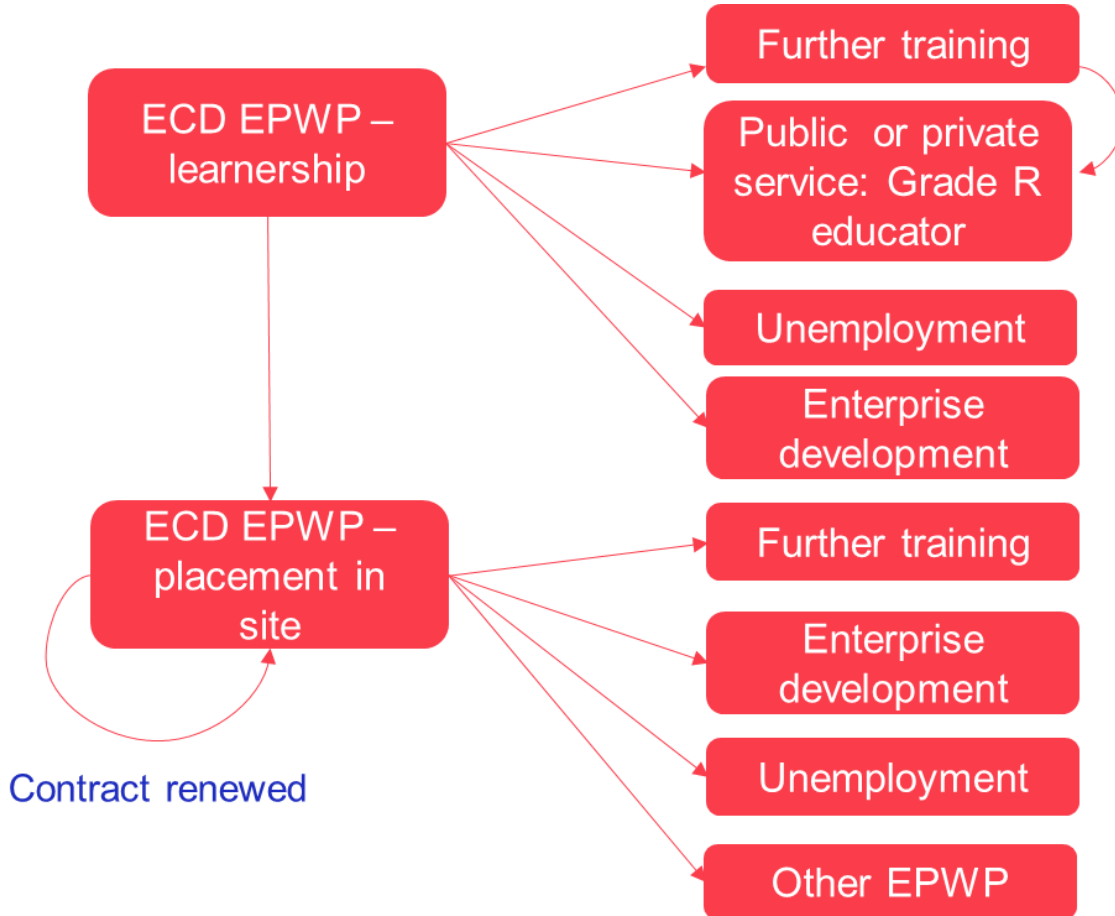 Further training
ECD EPWP –
learnership
Public or private
service: Grade R
educator
Unemployment
Enterprise
development
ECD EPWP –
placement in
site
Further training
Enterprise
development
Unemployment
Contract renewed
Other EPWP